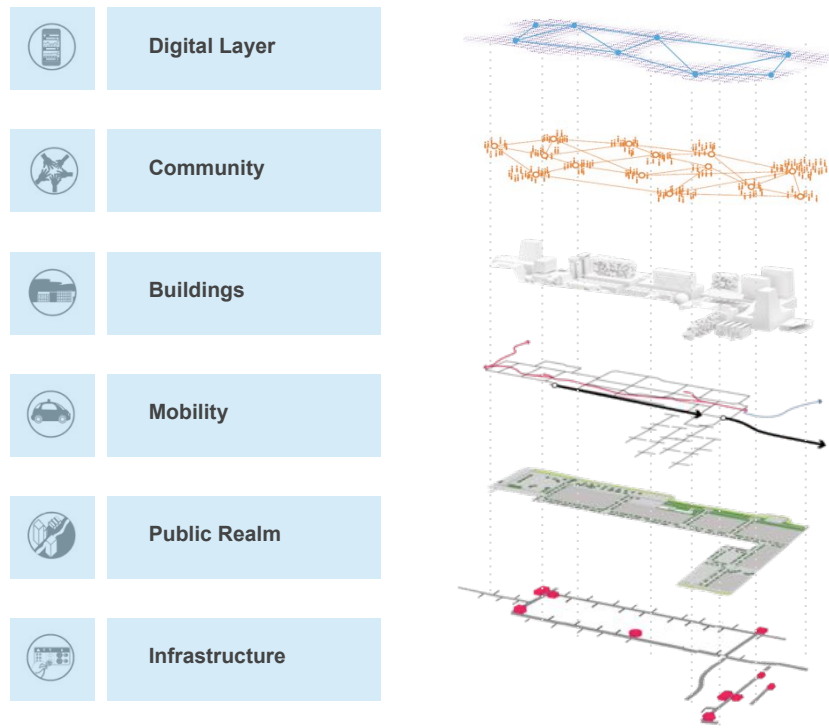 Digital Layer
Community
Buildings
Mobility
Public Realm
Infrastructure